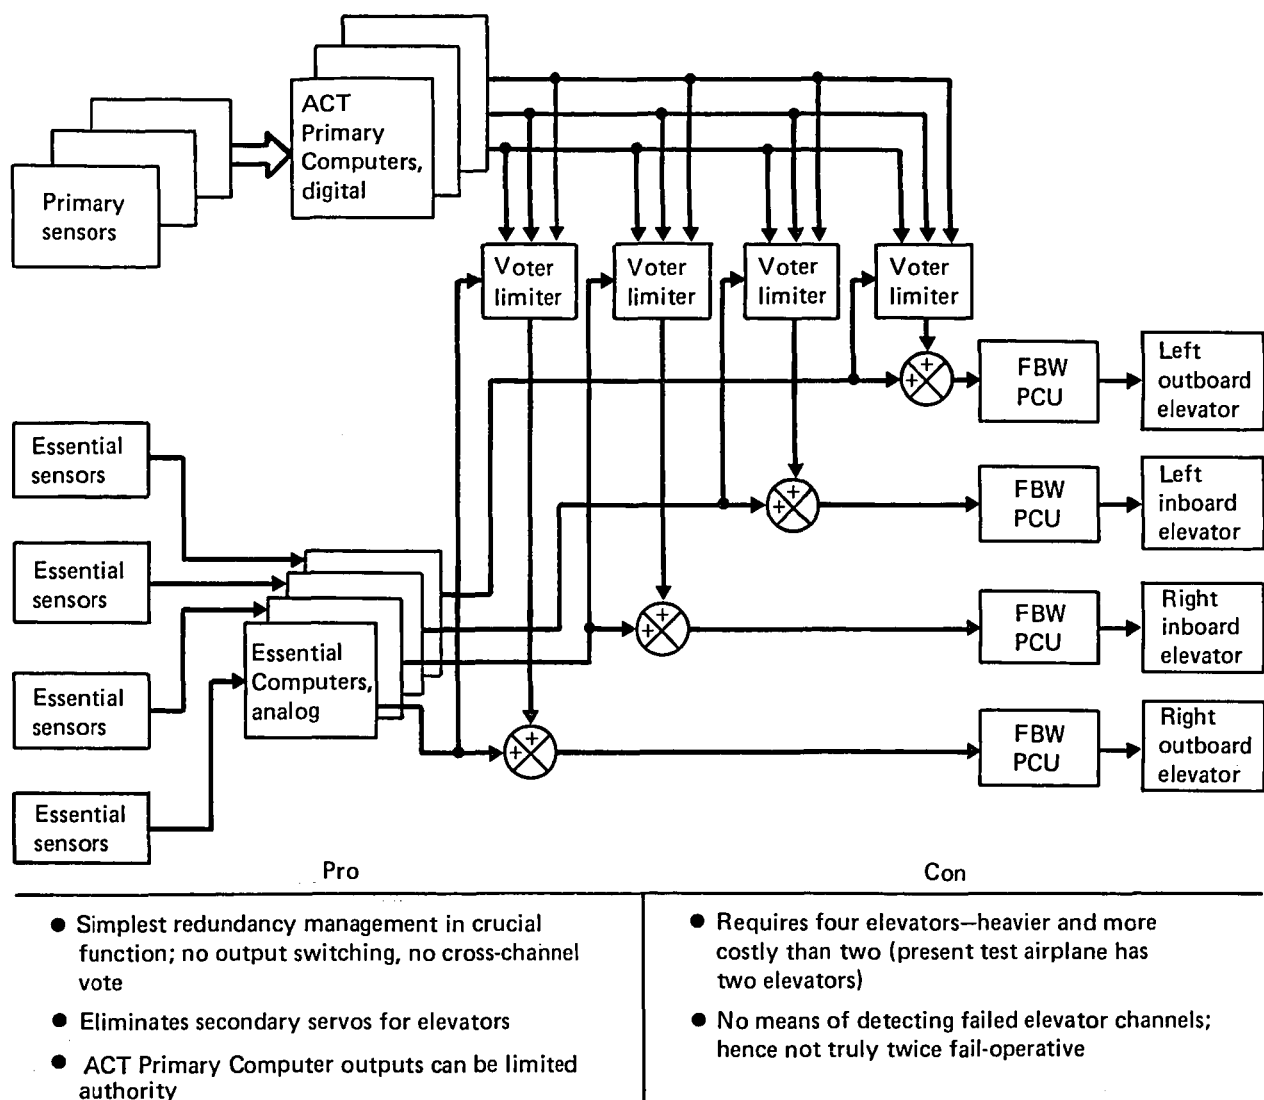 ACT
Primary
Computers,
digital
Primary
sensors
Voter
limiter
Voter
limiter
Voter
limiter
Voter
limiter
+
+
FBW
PCU
Left
outboard
elevator
Essential
sensors
+
+
FBW
PCU
Left
inboard
elevator
Essential
sensors
+
+
FBW
PCU
Right
inboard
elevator
Essential
Computers,
analog
Essential
sensors
+
+
FBW
PCU
Right
outboard
elevator
Essential
sensors
Pro
● Simplest redundancy management in crucial
function; no output switching, no cross-channel
vote
● Eliminates secondary servos for elevators
● ACT Primary Computer outputs can be limited
authority
Con
● Requires four elevators—heavier and more
costly than two (present test airplane has
two elevators)
● No means of detecting failed elevator channels;
hence not truly twice fail-operative